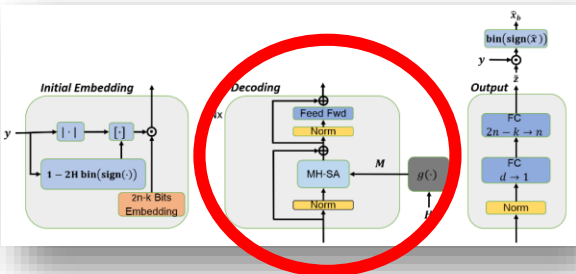 Initial Embedding
y
| · |
[·]
1 − 2H bin(sign(·))
2n-k Bits
Embedding
Decoding
Nx
Feed Fwd
Norm
MH-SA
Norm
M
g(·)
H
Output
x̂_b
bin(sign(x̂))
y
z̃
FC
2n − k → n
FC
d → 1
Norm